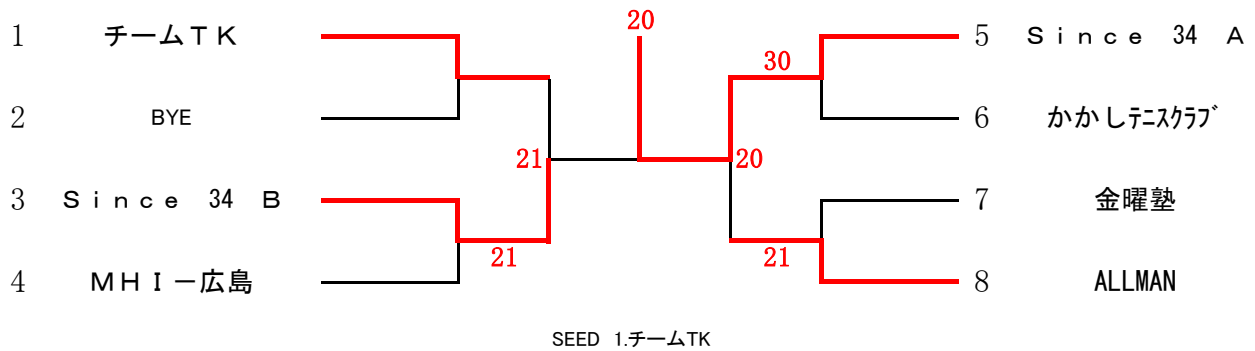 20
1 チームＴＫ
5 Ｓｉｎｃｅ 34 Ａ
30
2 BYE
6 かかしﾃﾆｽｸﾗﾌﾞ
21
20
3 Ｓｉｎｃｅ 34 Ｂ
7 金曜塾
21
21
4 ＭＨＩ－広島
8 ALLMAN
SEED 1.チームTK